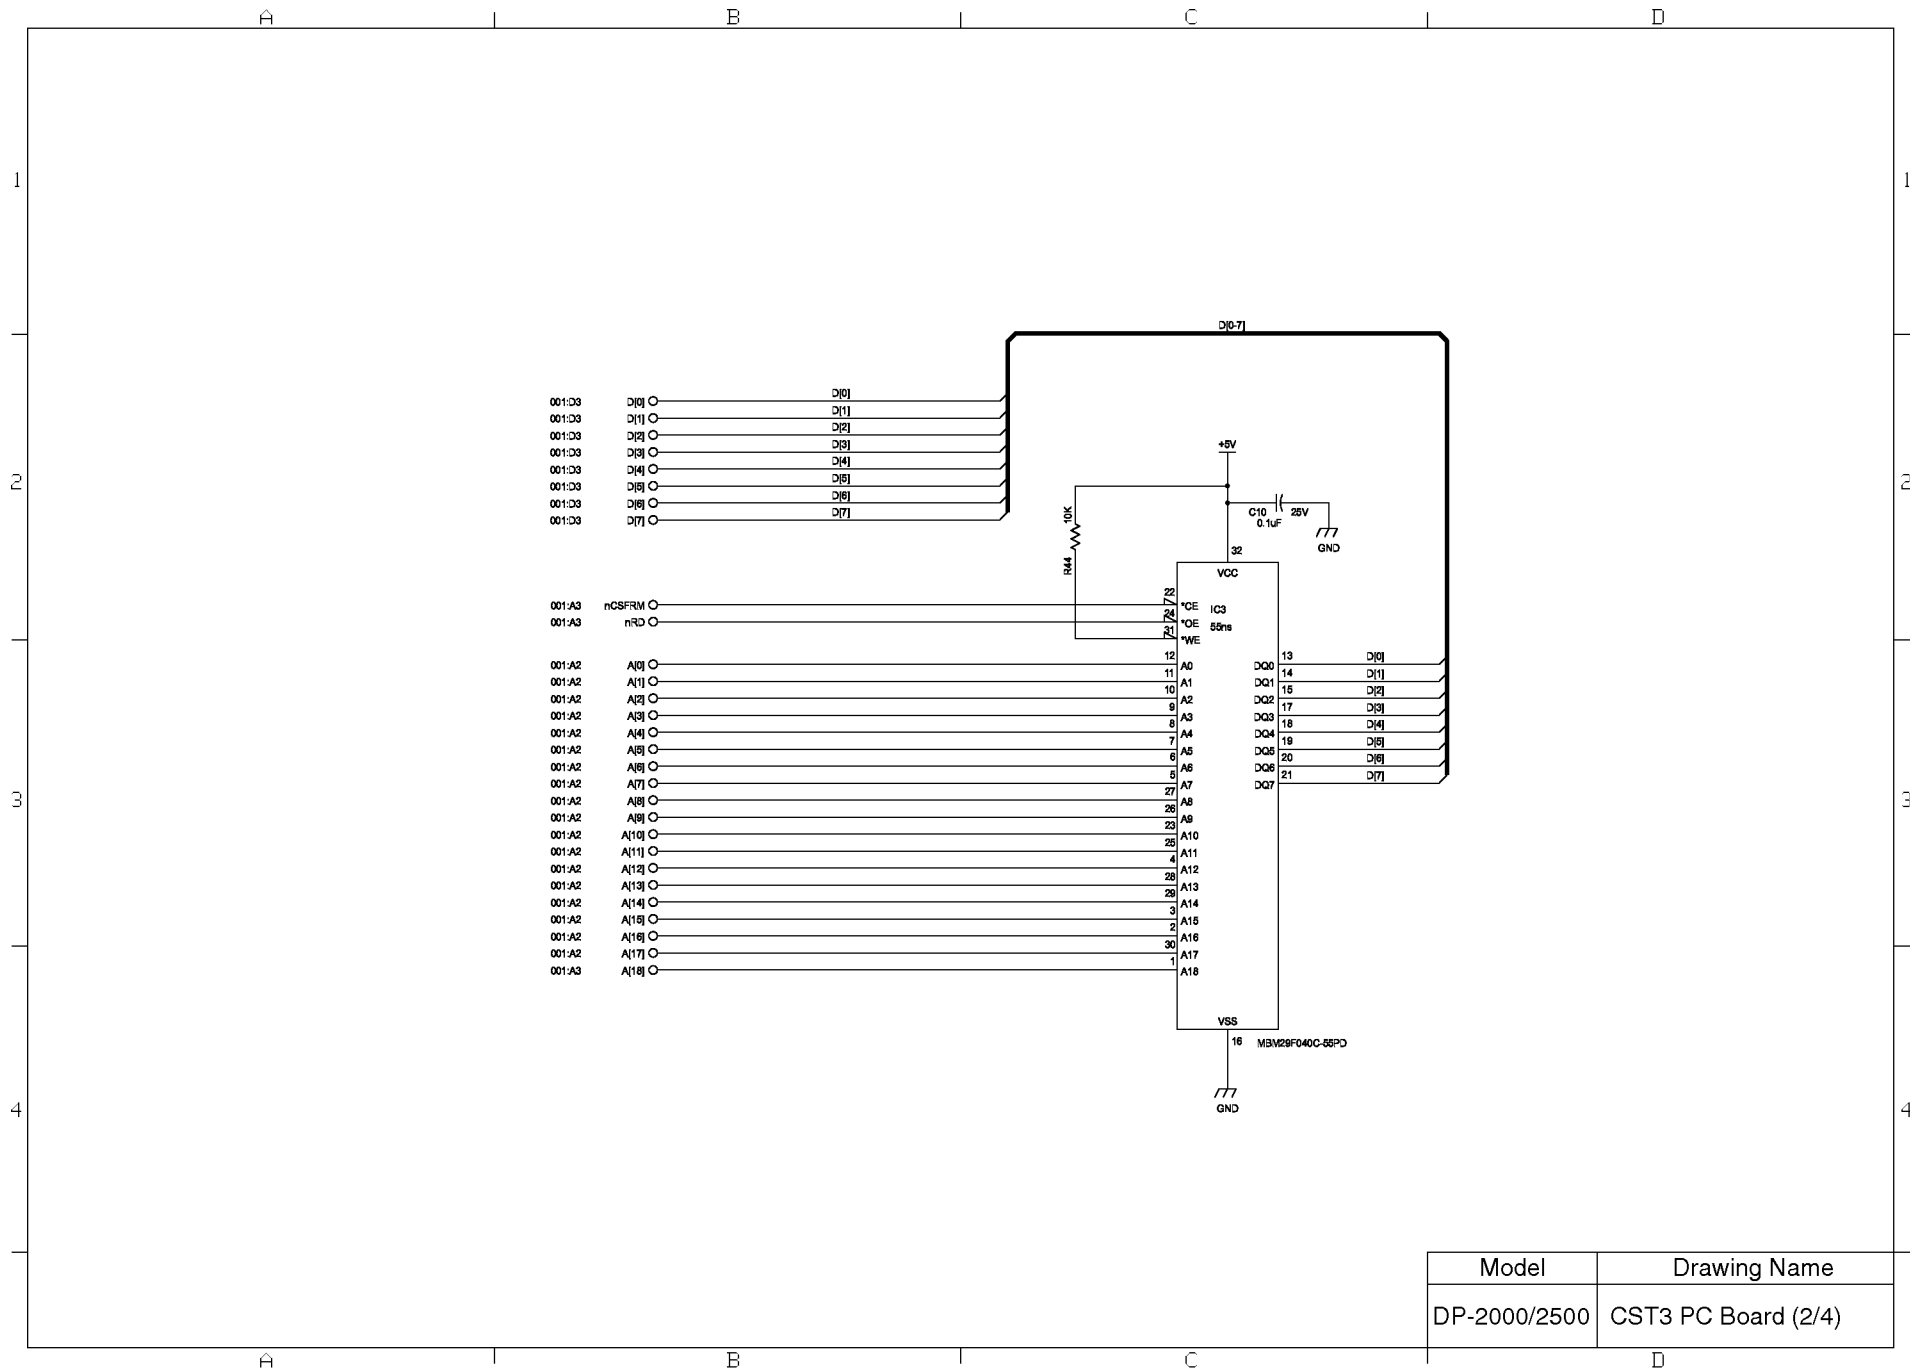 A B C D
1 1
D[0-7]
001:D3 D[0] D[0]
001:D3 D[1] D[1]
001:D3 D[2] D[2]
001:D3 D[3] D[3]
001:D3 D[4] D[4]
001:D3 D[5] D[5]
001:D3 D[6] D[6]
001:D3 D[7] D[7]
+5V
2 2
10K
R44
C10 25V
0.1uF
GND
32
VCC
001:A3 nCSFRM 22 *CE IC3
001:A3 nRD 24 *OE 55ns
31 *WE
001:A2 A[0] 12 A0 DQ0 13 D[0]
001:A2 A[1] 11 A1 DQ1 14 D[1]
001:A2 A[2] 10 A2 DQ2 15 D[2]
001:A2 A[3] 9 A3 DQ3 17 D[3]
001:A2 A[4] 8 A4 DQ4 18 D[4]
001:A2 A[5] 7 A5 DQ5 19 D[5]
001:A2 A[6] 6 A6 DQ6 20 D[6]
001:A2 A[7] 5 A7 DQ7 21 D[7]
3 3
001:A2 A[8] 27 A8
001:A2 A[9] 26 A9
001:A2 A[10] 23 A10
001:A2 A[11] 25 A11
001:A2 A[12] 4 A12
001:A2 A[13] 28 A13
001:A2 A[14] 29 A14
001:A2 A[15] 3 A15
001:A2 A[16] 2 A16
001:A2 A[17] 30 A17
001:A3 A[18] 1 A18
VSS
16 MBM29F040C-55PD
GND
4 4
Model Drawing Name
DP-2000/2500 CST3 PC Board (2/4)
A B C D